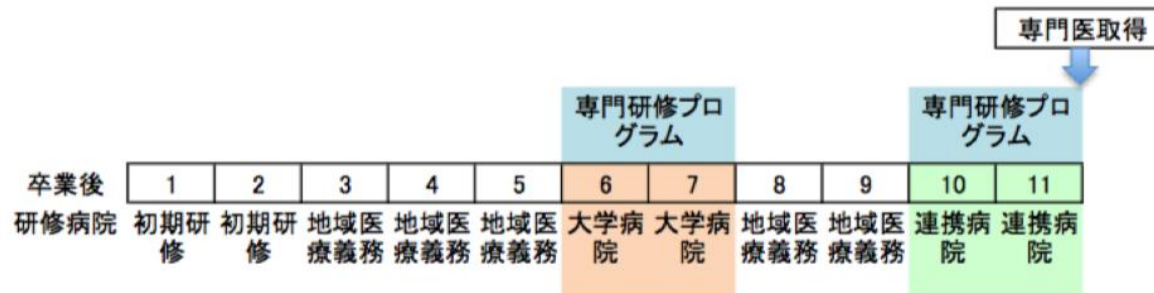 専門医取得
専門研修プロ
グラム
専門研修プロ
グラム
卒業後 1 2 3 4 5 6 7 8 9 10 11
研修病院 初期研 初期研 地域医 地域医 地域医 大学病 大学病 地域医 地域医 連携病 連携病
修 修 療義務 療義務 療義務 院 院 療義務 療義務 院 院